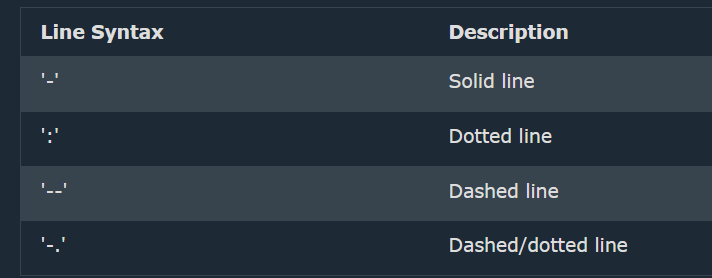 Line Syntax Description
'-' Solid line
':' Dotted line
'--' Dashed line
'-.' Dashed/dotted line